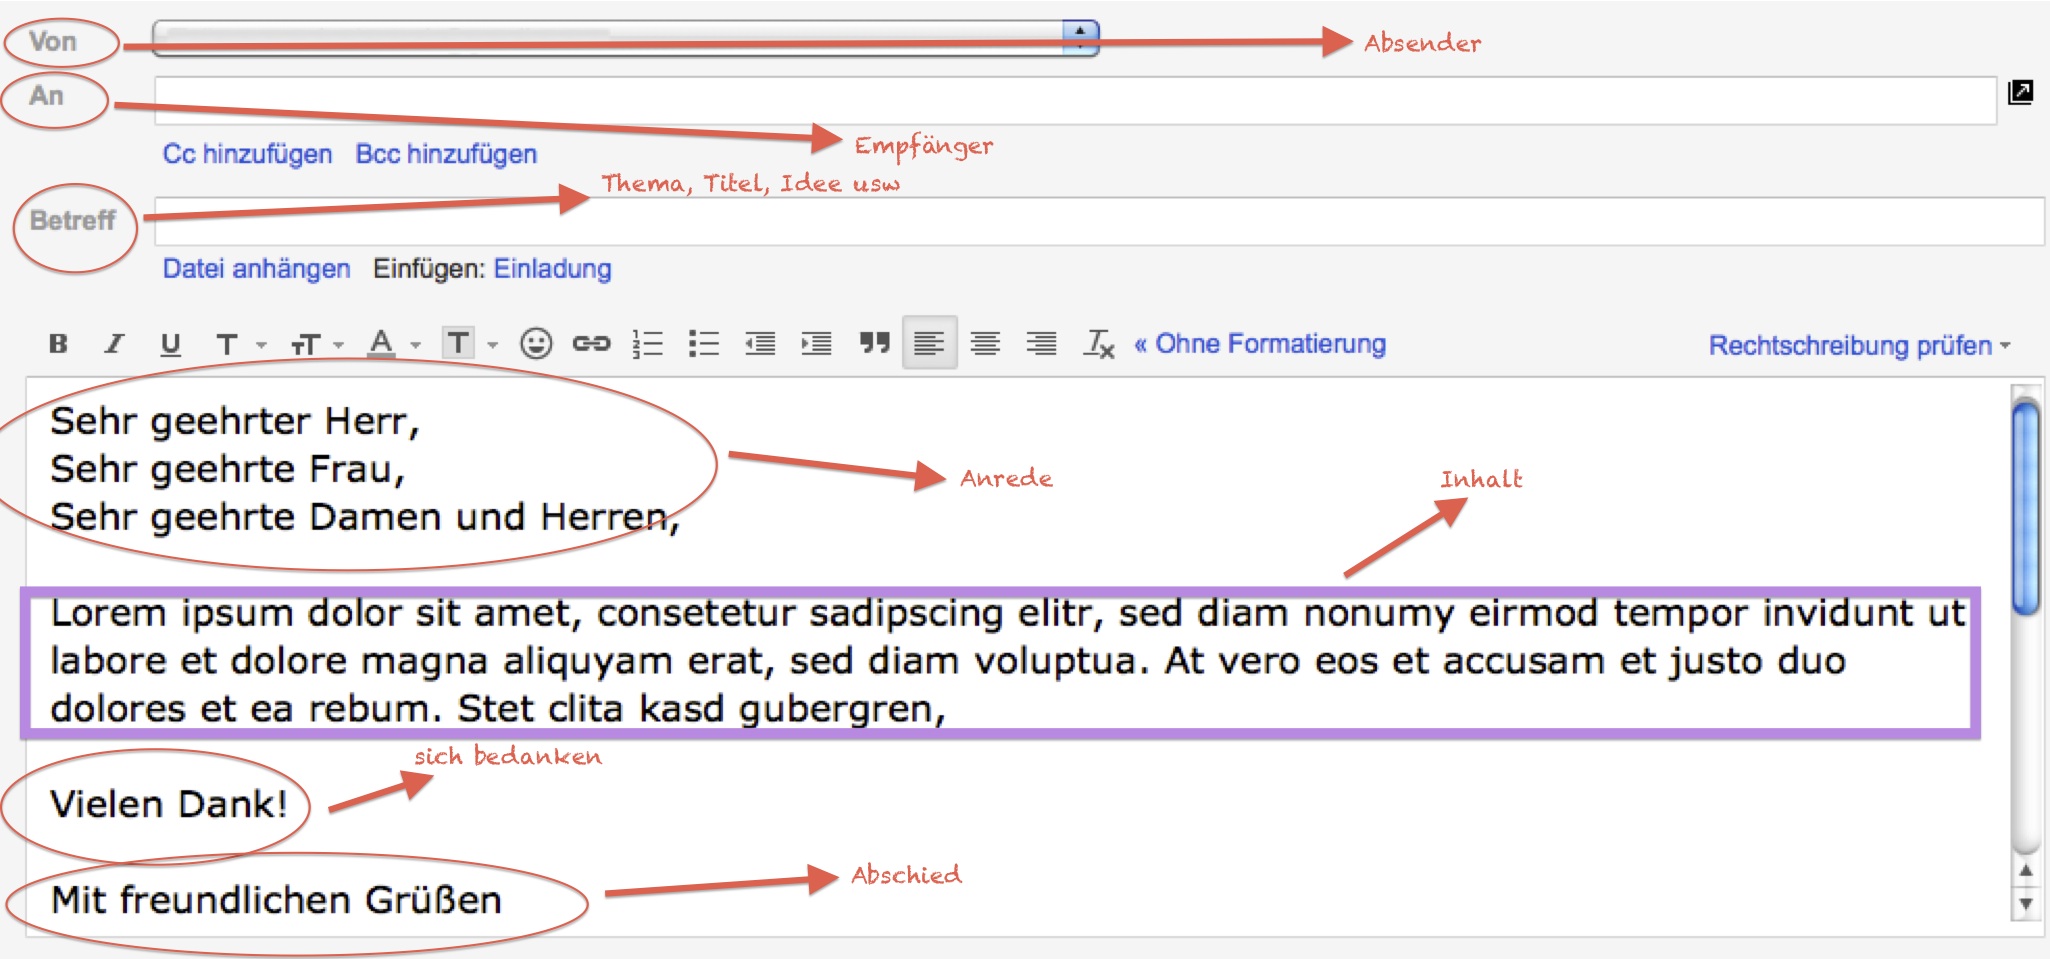 Von
Absender
An
Empfänger
Cc hinzufügen Bcc hinzufügen
Thema, Titel, Idee usw
Betreff
Datei anhängen Einfügen: Einladung
B I U T тT A T « Ohne Formatierung Rechtschreibung prüfen
Sehr geehrter Herr,
Sehr geehrte Frau,
Sehr geehrte Damen und Herren,
Anrede
Inhalt
Lorem ipsum dolor sit amet, consetetur sadipscing elitr, sed diam nonumy eirmod tempor invidunt ut
labore et dolore magna aliquyam erat, sed diam voluptua. At vero eos et accusam et justo duo
dolores et ea rebum. Stet clita kasd gubergren,
sich bedanken
Vielen Dank!
Abschied
Mit freundlichen Grüßen